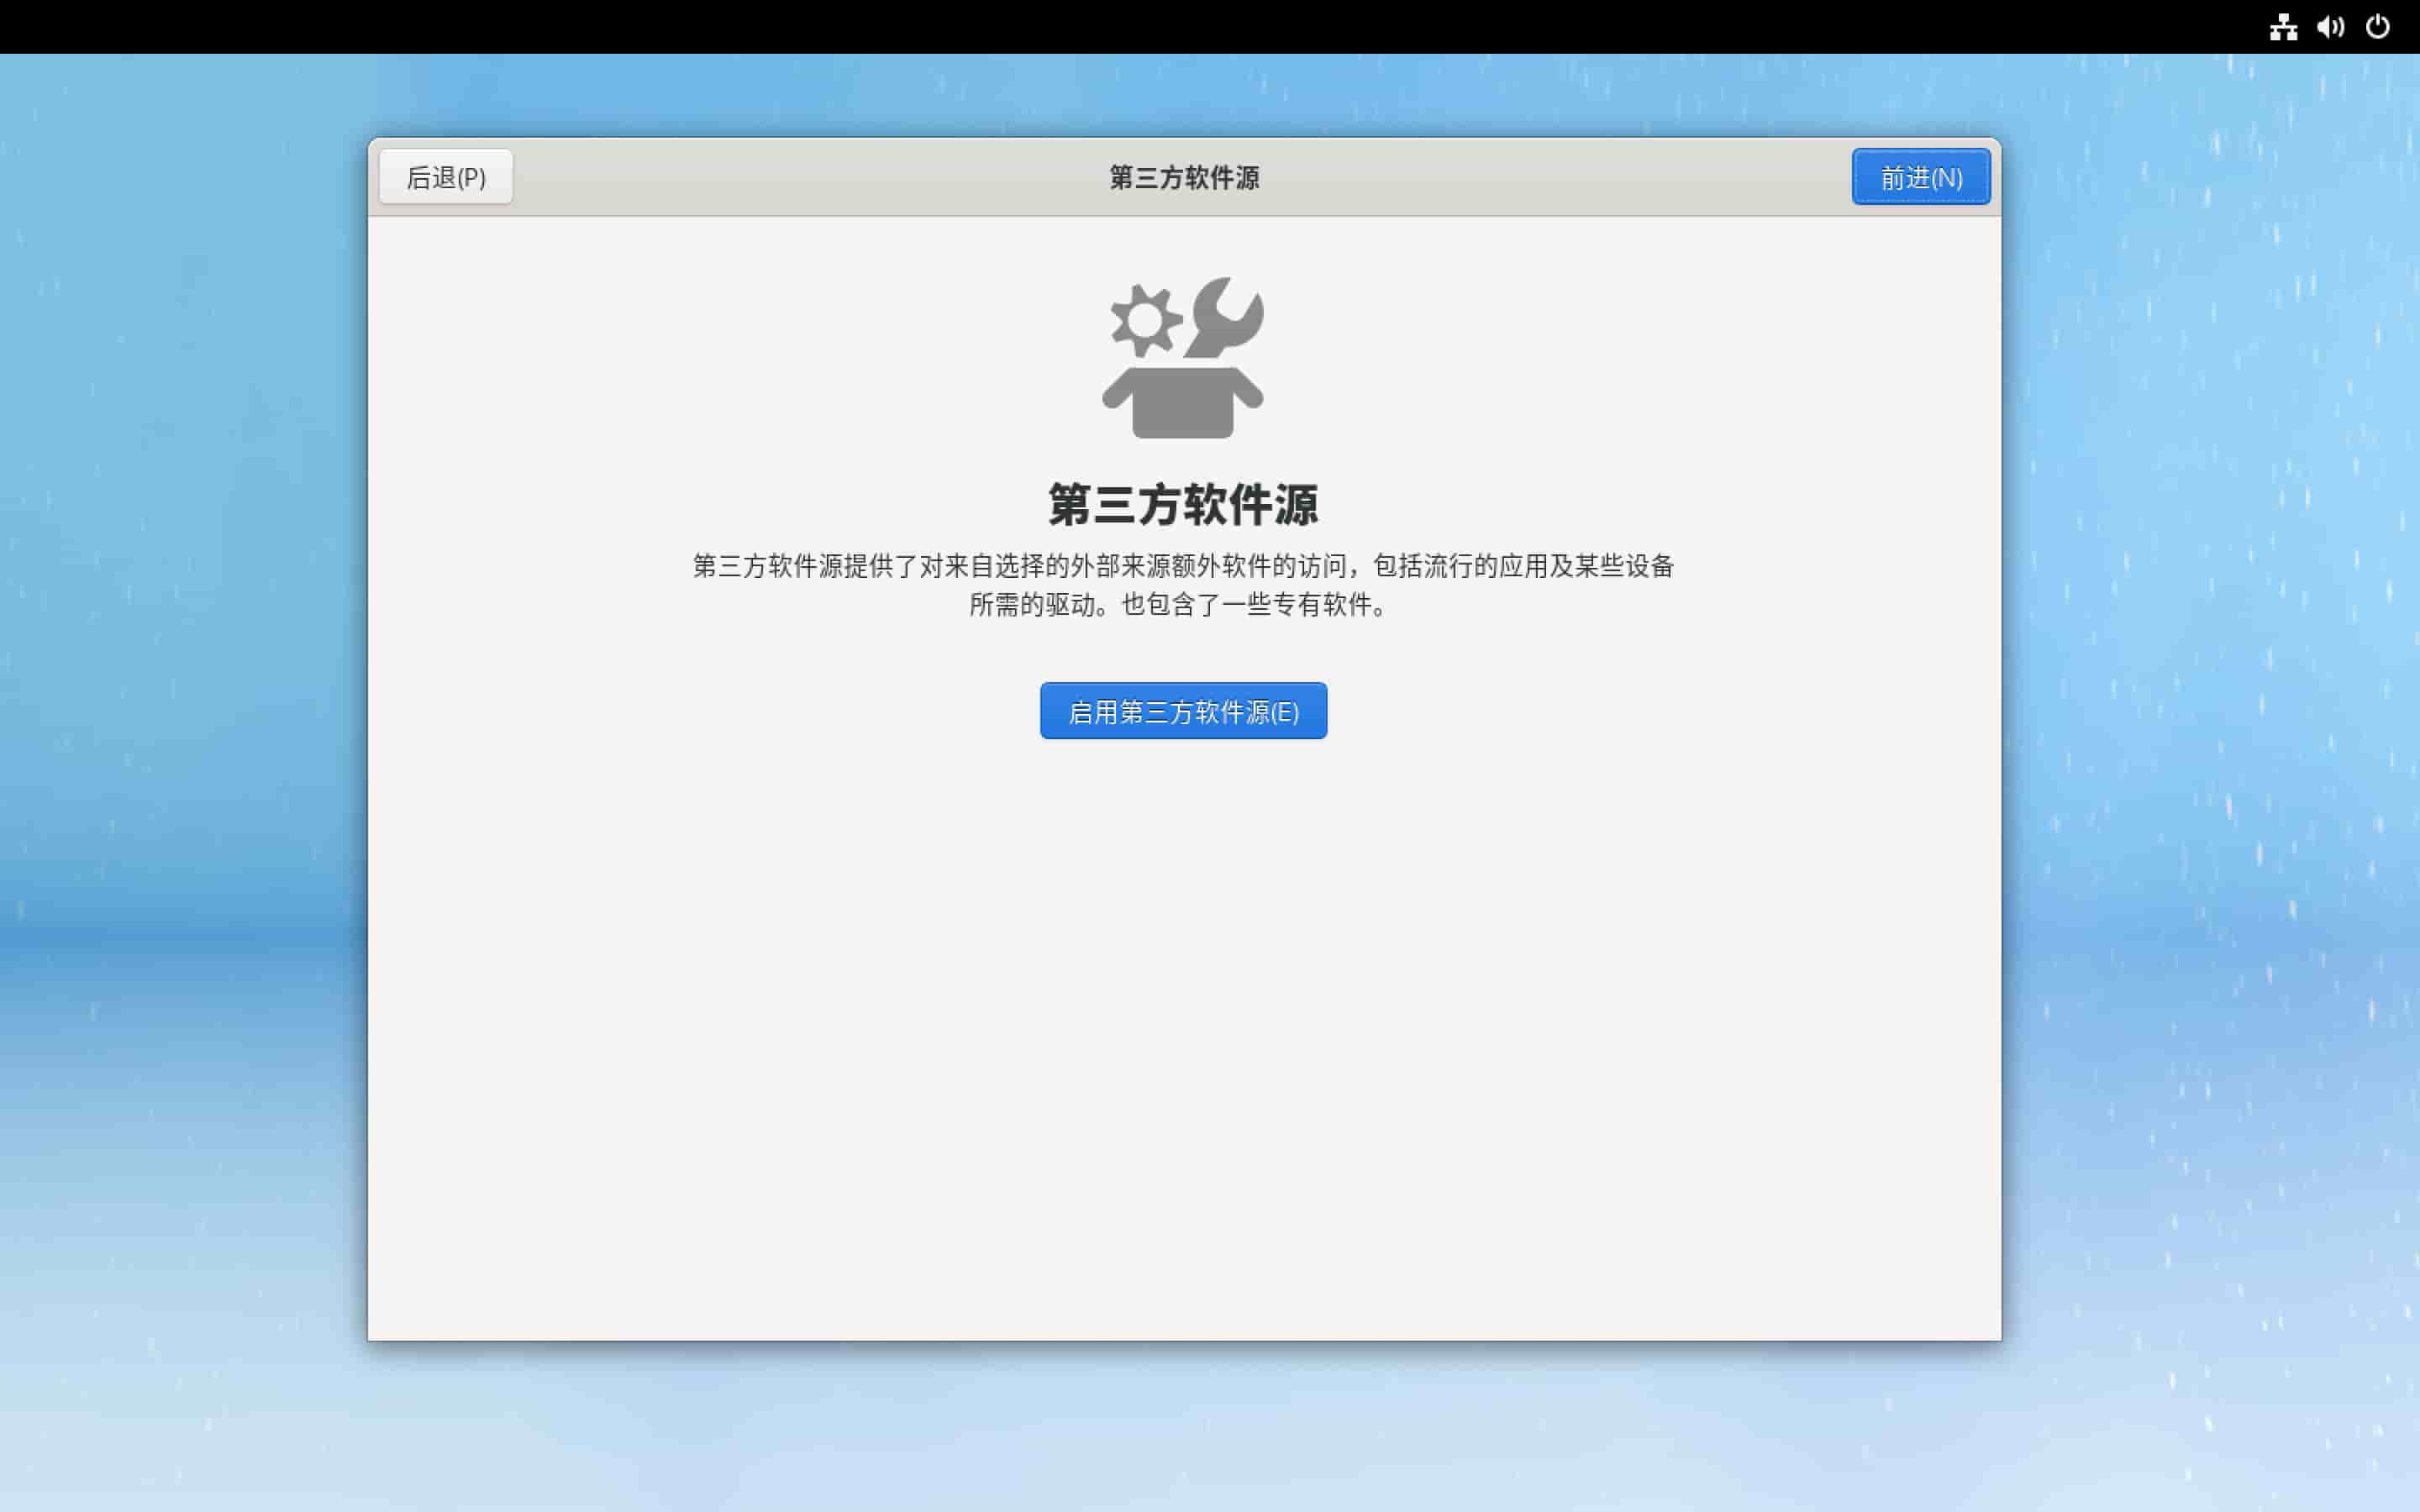 后退(P)
第三方软件源
前进(N)
第三方软件源
第三方软件源提供了对来自选择的外部来源额外软件的访问，包括流行的应用及某些设备
所需的驱动。也包含了一些专有软件。
启用第三方软件源(E)